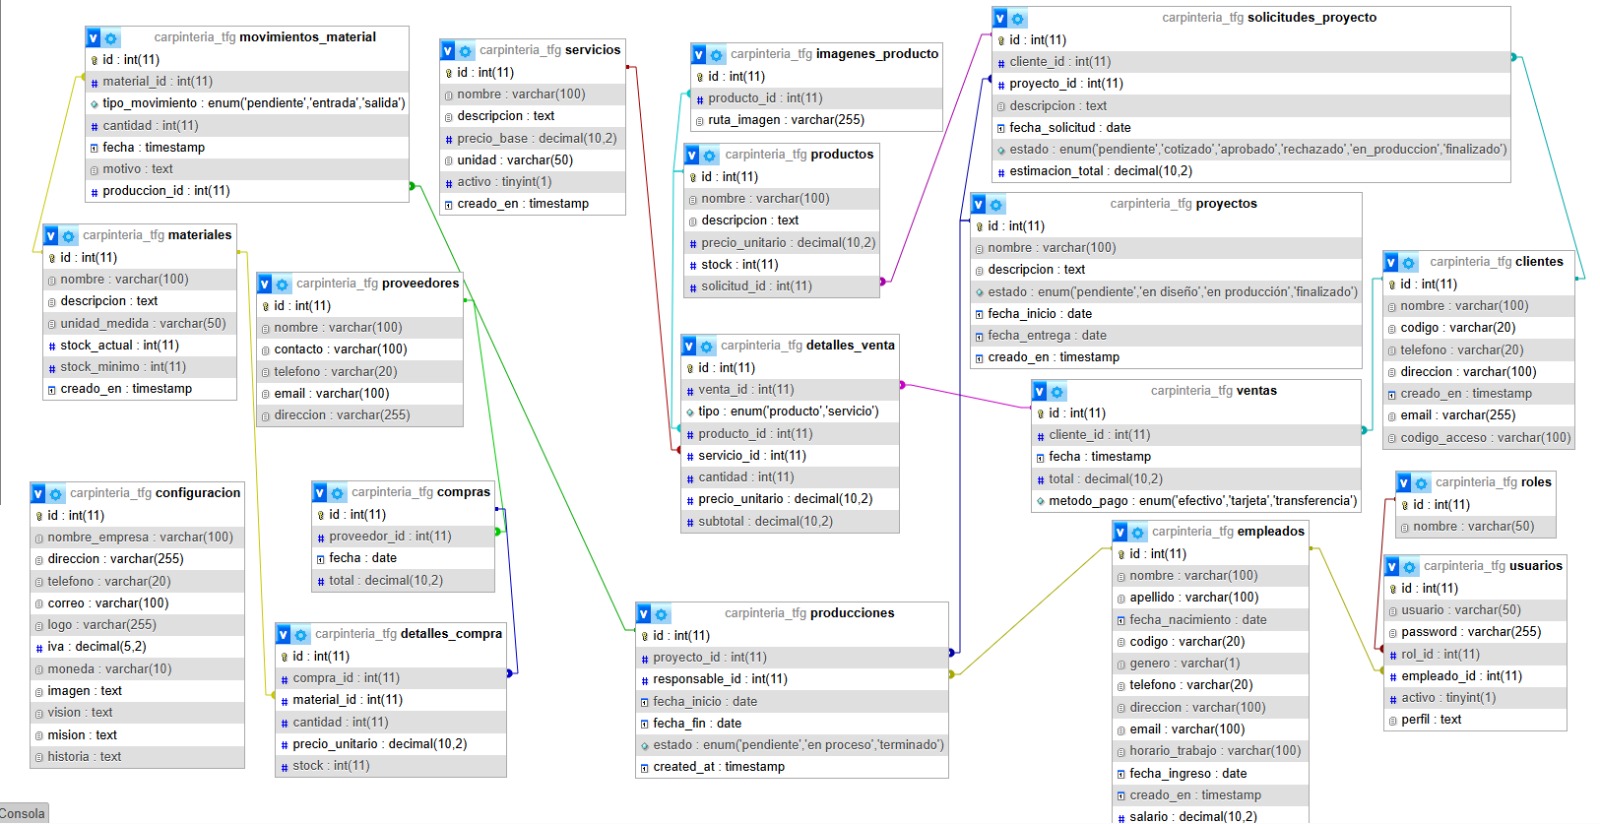 carpinteria_tfg movimientos_material
id : int(11)
material_id : int(11)
tipo_movimiento : enum('pendiente','entrada','salida')
cantidad : int(11)
fecha : timestamp
motivo : text
produccion_id : int(11)
carpinteria_tfg servicios
id : int(11)
nombre : varchar(100)
descripcion : text
precio_base : decimal(10,2)
unidad : varchar(50)
activo : tinyint(1)
creado_en : timestamp
carpinteria_tfg imagenes_producto
id : int(11)
producto_id : int(11)
ruta_imagen : varchar(255)
carpinteria_tfg solicitudes_proyecto
id : int(11)
cliente_id : int(11)
proyecto_id : int(11)
descripcion : text
fecha_solicitud : date
estado : enum('pendiente','cotizado','aprobado','rechazado','en_produccion','finalizado')
estimacion_total : decimal(10,2)
carpinteria_tfg productos
id : int(11)
nombre : varchar(100)
descripcion : text
precio_unitario : decimal(10,2)
stock : int(11)
solicitud_id : int(11)
carpinteria_tfg proyectos
id : int(11)
nombre : varchar(100)
descripcion : text
estado : enum('pendiente','en diseño','en producción','finalizado')
fecha_inicio : date
fecha_entrega : date
creado_en : timestamp
carpinteria_tfg materiales
id : int(11)
nombre : varchar(100)
descripcion : text
unidad_medida : varchar(50)
stock_actual : int(11)
stock_minimo : int(11)
creado_en : timestamp
carpinteria_tfg proveedores
id : int(11)
nombre : varchar(100)
contacto : varchar(100)
telefono : varchar(20)
email : varchar(100)
direccion : varchar(255)
carpinteria_tfg clientes
id : int(11)
nombre : varchar(100)
codigo : varchar(20)
telefono : varchar(20)
direccion : varchar(100)
creado_en : timestamp
email : varchar(255)
codigo_acceso : varchar(100)
carpinteria_tfg detalles_venta
id : int(11)
venta_id : int(11)
tipo : enum('producto','servicio')
producto_id : int(11)
servicio_id : int(11)
cantidad : int(11)
precio_unitario : decimal(10,2)
subtotal : decimal(10,2)
carpinteria_tfg ventas
id : int(11)
cliente_id : int(11)
fecha : timestamp
total : decimal(10,2)
metodo_pago : enum('efectivo','tarjeta','transferencia')
carpinteria_tfg configuracion
id : int(11)
nombre_empresa : varchar(100)
direccion : varchar(255)
telefono : varchar(20)
correo : varchar(100)
logo : varchar(255)
iva : decimal(5,2)
moneda : varchar(10)
imagen : text
vision : text
mision : text
historia : text
carpinteria_tfg compras
id : int(11)
proveedor_id : int(11)
fecha : date
total : decimal(10,2)
carpinteria_tfg roles
id : int(11)
nombre : varchar(50)
carpinteria_tfg empleados
id : int(11)
nombre : varchar(100)
apellido : varchar(100)
fecha_nacimiento : date
codigo : varchar(20)
genero : varchar(1)
telefono : varchar(20)
direccion : varchar(100)
email : varchar(100)
horario_trabajo : varchar(100)
fecha_ingreso : date
creado_en : timestamp
salario : decimal(10,2)
carpinteria_tfg usuarios
id : int(11)
usuario : varchar(50)
password : varchar(255)
rol_id : int(11)
empleado_id : int(11)
activo : tinyint(1)
perfil : text
carpinteria_tfg detalles_compra
id : int(11)
compra_id : int(11)
material_id : int(11)
cantidad : int(11)
precio_unitario : decimal(10,2)
stock : int(11)
carpinteria_tfg producciones
id : int(11)
proyecto_id : int(11)
responsable_id : int(11)
fecha_inicio : date
fecha_fin : date
estado : enum('pendiente','en proceso','terminado')
created_at : timestamp
Consola